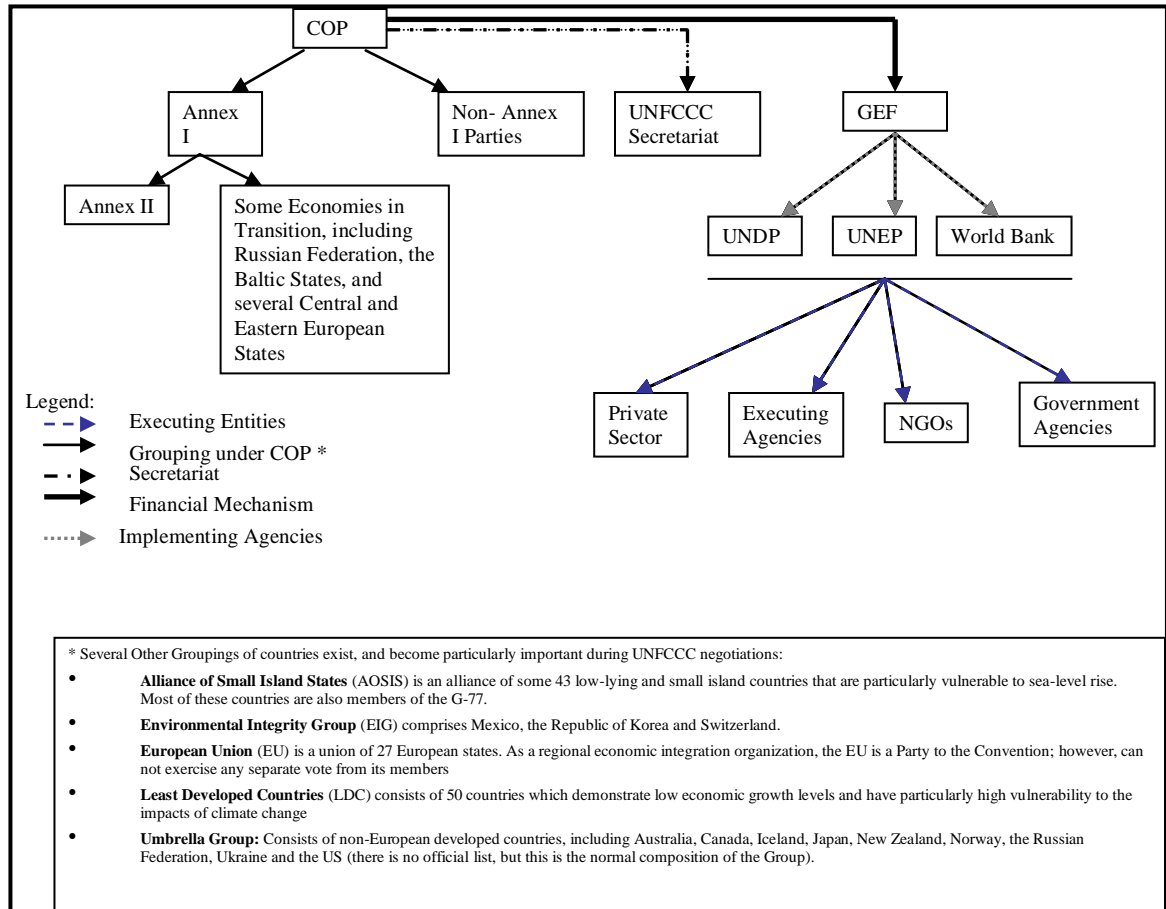 COP
Annex
I
Non- Annex
I Parties
UNFCCC
Secretariat
GEF
Annex II
Some Economies in
Transition, including
Russian Federation, the
Baltic States, and
several Central and
Eastern European
States
UNDP
UNEP
World Bank
Private
Sector
Executing
Agencies
NGOs
Government
Agencies
Legend:
Executing Entities
Grouping under COP *
Secretariat
Financial Mechanism
Implementing Agencies
* Several Other Groupings of countries exist, and become particularly important during UNFCCC negotiations:
• Alliance of Small Island States (AOSIS) is an alliance of some 43 low-lying and small island countries that are particularly vulnerable to sea-level rise.
Most of these countries are also members of the G-77.
• Environmental Integrity Group (EIG) comprises Mexico, the Republic of Korea and Switzerland.
• European Union (EU) is a union of 27 European states. As a regional economic integration organization, the EU is a Party to the Convention; however, can
not exercise any separate vote from its members
• Least Developed Countries (LDC) consists of 50 countries which demonstrate low economic growth levels and have particularly high vulnerability to the
impacts of climate change
• Umbrella Group: Consists of non-European developed countries, including Australia, Canada, Iceland, Japan, New Zealand, Norway, the Russian
Federation, Ukraine and the US (there is no official list, but this is the normal composition of the Group).